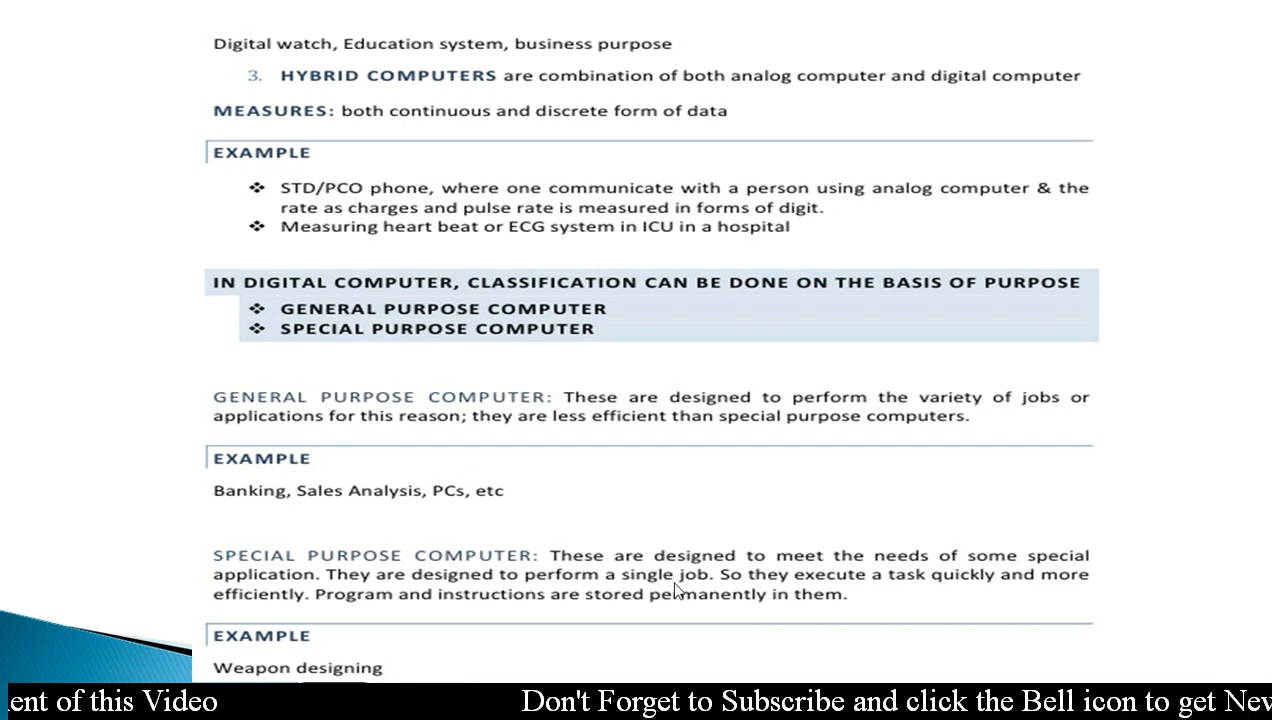 Digital watch, Education system, business purpose
3. HYBRID COMPUTERS are combination of both analog computer and digital computer
MEASURES: both continuous and discrete form of data
EXAMPLE
❖ STD/PCO phone, where one communicate with a person using analog computer & the
rate as charges and pulse rate is measured in forms of digit.
❖ Measuring heart beat or ECG system in ICU in a hospital
IN DIGITAL COMPUTER, CLASSIFICATION CAN BE DONE ON THE BASIS OF PURPOSE
❖ GENERAL PURPOSE COMPUTER
❖ SPECIAL PURPOSE COMPUTER
GENERAL PURPOSE COMPUTER: These are designed to perform the variety of jobs or
applications for this reason; they are less efficient than special purpose computers.
EXAMPLE
Banking, Sales Analysis, PCs, etc
SPECIAL PURPOSE COMPUTER: These are designed to meet the needs of some special
application. They are designed to perform a single job. So they execute a task quickly and more
efficiently. Program and instructions are stored permanently in them.
EXAMPLE
Weapon designing
ent of this Video Don't Forget to Subscribe and click the Bell icon to get New